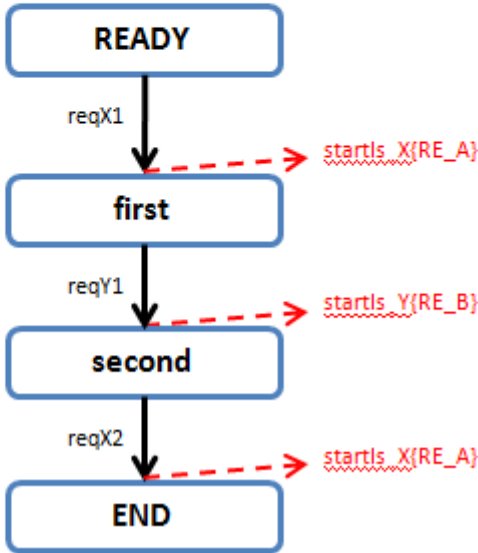 READY
reqX1
startIs_X{RE_A}
first
reqY1
startIs_Y{RE_B}
second
reqX2
startIs_X{RE_A}
END